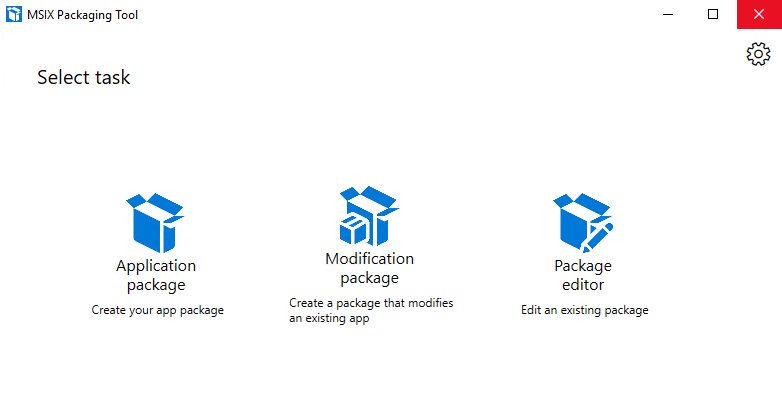 MSIX Packaging Tool
Select task
Application
package
Create your app package
Modification
package
Create a package that modifies
an existing app
Package
editor
Edit an existing package